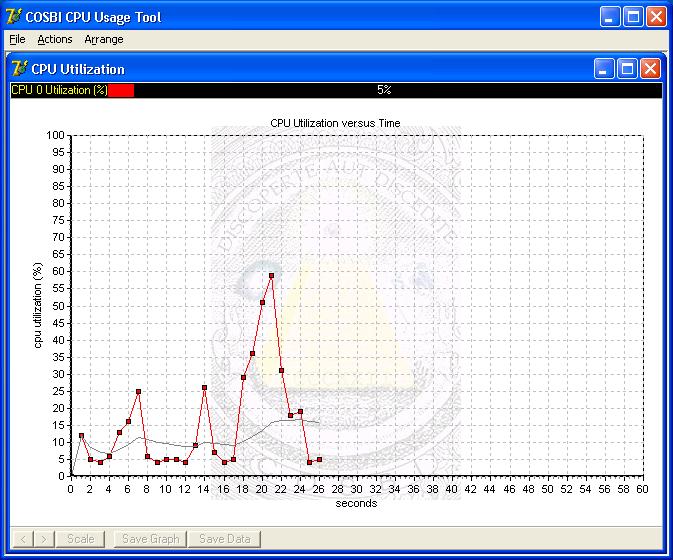 COSBI CPU Usage Tool
File Actions Arrange
CPU Utilization
CPU 0 Utilization (%) 5%
CPU Utilization versus Time
DISCOPERTE AUT DISCEDITE
cpu utilization (%)
100
95
90
85
80
75
70
65
60
55
50
45
40
35
30
25
20
15
10
5
0
0 2 4 6 8 10 12 14 16 18 20 22 24 26 28 30 32 34 36 38 40 42 44 46 48 50 52 54 56 58 60
seconds
< > Scale Save Graph Save Data